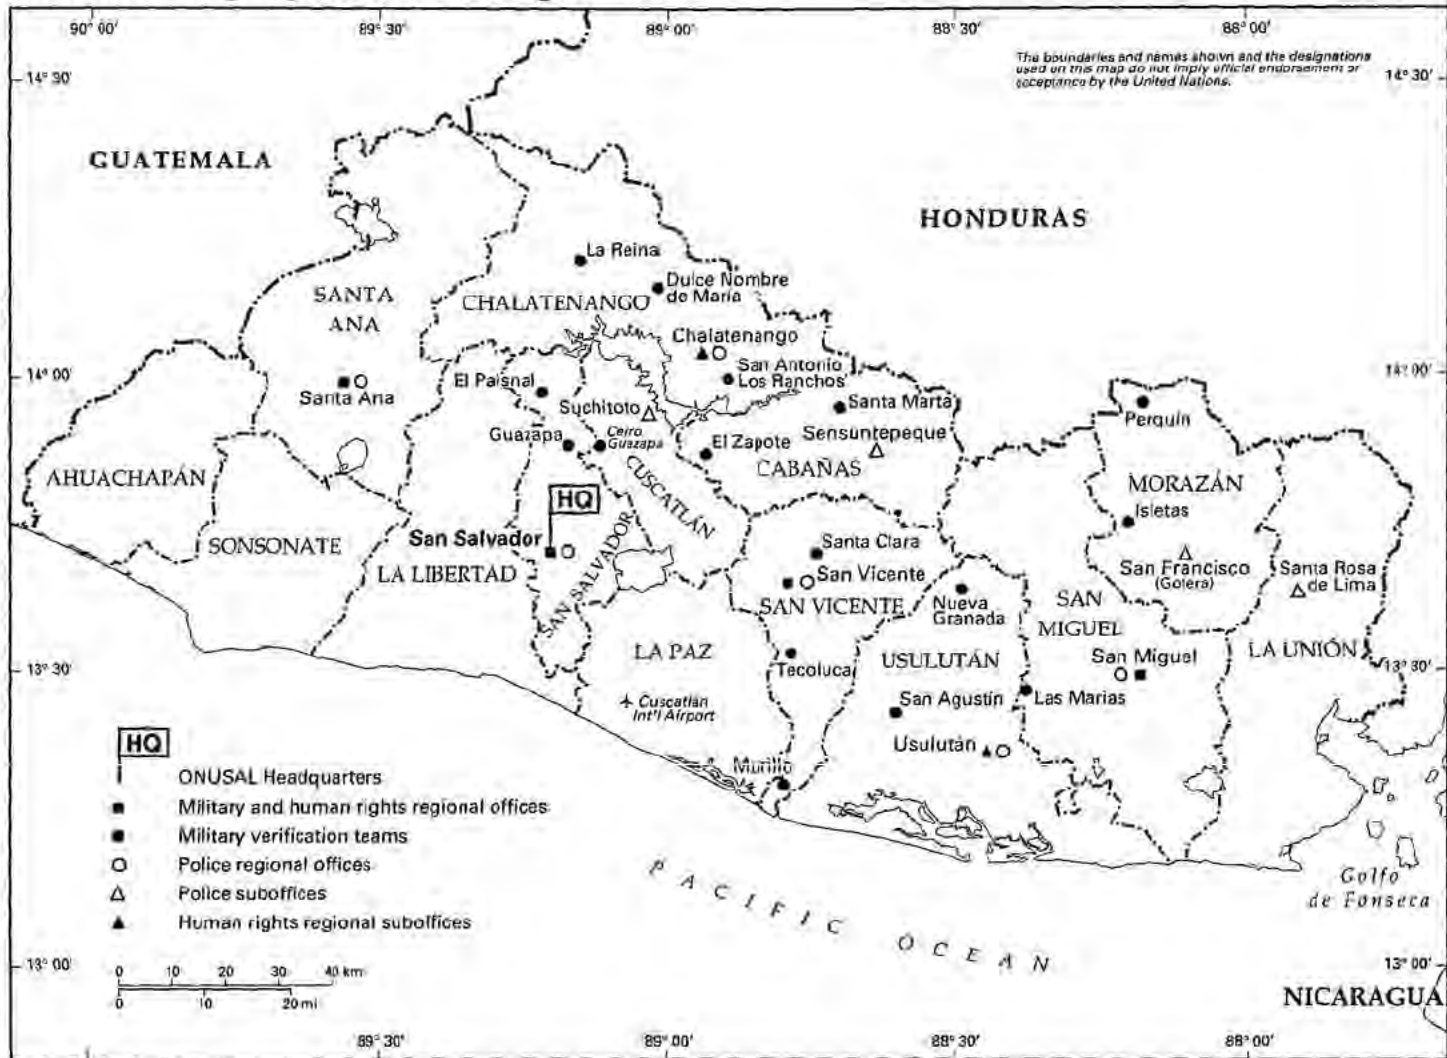 90° 00'
89° 30'
89° 00'
88° 30'
88° 00'
The boundaries and names shown and the designations
used on this map do not imply official endorsement or
acceptance by the United Nations.
14° 30'
14° 30'
GUATEMALA
HONDURAS
La Reina
Dulce Nombre
de María
SANTA
ANA
CHALATENANGO
Chalatenango
San Antonio
Los Ranchos
14° 00'
14° 00'
Santa Ana
El Paisnal
Suchitoto
Santa Marta
Perquín
Guazapa
Cerro
Guazapa
El Zapote
Sensuntepeque
CABAÑAS
AHUACHAPÁN
CUSCATLÁN
MORAZÁN
HQ
Isletas
San Salvador
SONSONATE
LA LIBERTAD
SAN SALVADOR
Santa Clara
San Vicente
SAN VICENTE
San Francisco
(Gotera)
Santa Rosa
de Lima
Nueva
Granada
SAN
MIGUEL
LA PAZ
USULUTÁN
San Miguel
LA UNIÓN
13° 30'
13° 30'
Tecoluca
Cuscatlán
Int'l Airport
San Agustín
Las Marias
Usulután
Murillo
HQ
ONUSAL Headquarters
Military and human rights regional offices
Military verification teams
Police regional offices
Police suboffices
Human rights regional suboffices
PACIFIC OCEAN
Golfo
de Fonseca
13° 00'
13° 00'
0 10 20 30 40 km
0 10 20 mi
NICARAGUA
89° 30'
89° 00'
88° 30'
88° 00'